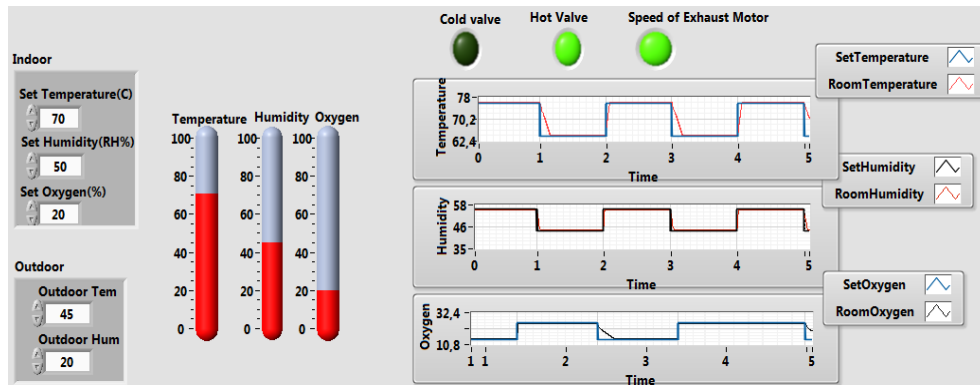 Cold valve
Hot Valve
Speed of Exhaust Motor
Indoor
Set Temperature(C)
70
Set Humidity(RH%)
50
Set Oxygen(%)
20
Outdoor
Outdoor Tem
45
Outdoor Hum
20
Temperature
100
80
60
40
20
0
Humidity
100
80
60
40
20
0
Oxygen
100
80
60
40
20
0
SetTemperature
RoomTemperature
Temperature
78
70,2
62,4
0 1 2 3 4 5
Time
SetHumidity
RoomHumidity
Humidity
58
46
35
0 1 2 3 4 5
Time
SetOxygen
RoomOxygen
Oxygen
32,4
10,8
1 1 2 3 4 5
Time